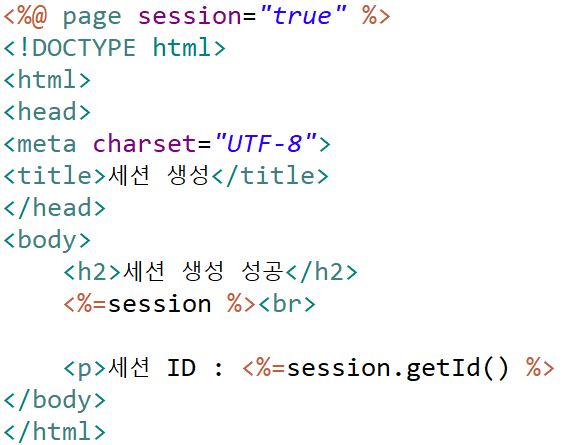 <%@ page session="true" %>
<!DOCTYPE html>
<html>
<head>
<meta charset="UTF-8">
<title>세션 생성</title>
</head>
<body>
    <h2>세션 생성 성공</h2>
    <%=session %><br>

    <p>세션 ID : <%=session.getId() %>
</body>
</html>